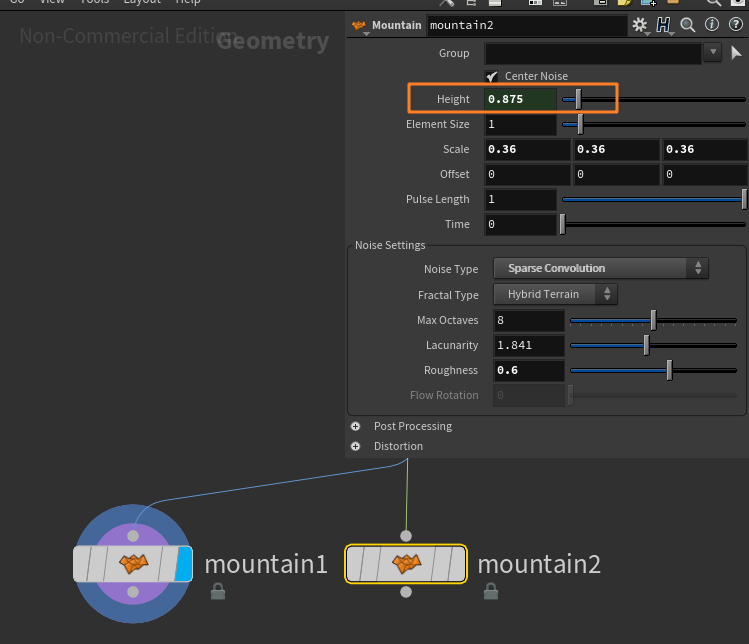 Go View Tools Layout Help
Non-Commercial Edition
Geometry
Mountain mountain2
Group
Center Noise
Height 0.875
Element Size 1
Scale 0.36 0.36 0.36
Offset 0 0 0
Pulse Length 1
Time 0
Noise Settings
Noise Type Sparse Convolution
Fractal Type Hybrid Terrain
Max Octaves 8
Lacunarity 1.841
Roughness 0.6
Flow Rotation 0
Post Processing
Distortion
mountain1 mountain2